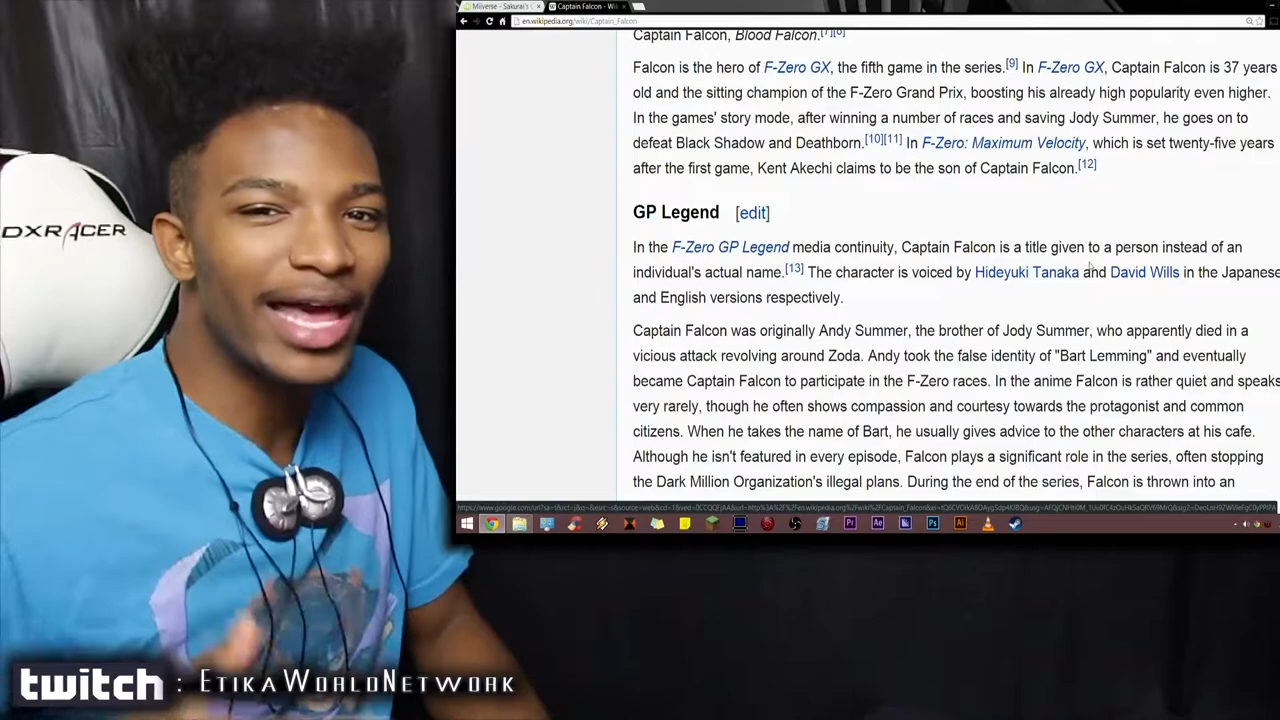 Miiverse - Sakurai's
Captain Falcon - Wi
en.wikipedia.org/wiki/Captain_Falcon
Captain Falcon, Blood Falcon.[7][8]
Falcon is the hero of F-Zero GX, the fifth game in the series.[9] In F-Zero GX, Captain Falcon is 37 years
old and the sitting champion of the F-Zero Grand Prix, boosting his already high popularity even higher.
In the games' story mode, after winning a number of races and saving Jody Summer, he goes on to
defeat Black Shadow and Deathborn.[10][11] In F-Zero: Maximum Velocity, which is set twenty-five years
after the first game, Kent Akechi claims to be the son of Captain Falcon.[12]
GP Legend [edit]
In the F-Zero GP Legend media continuity, Captain Falcon is a title given to a person instead of an
individual's actual name.[13] The character is voiced by Hideyuki Tanaka and David Wills in the Japanese
and English versions respectively.
Captain Falcon was originally Andy Summer, the brother of Jody Summer, who apparently died in a
vicious attack revolving around Zoda. Andy took the false identity of "Bart Lemming" and eventually
became Captain Falcon to participate in the F-Zero races. In the anime Falcon is rather quiet and speaks
very rarely, though he often shows compassion and courtesy towards the protagonist and common
citizens. When he takes the name of Bart, he usually gives advice to the other characters at his cafe.
Although he isn't featured in every episode, Falcon plays a significant role in the series, often stopping
the Dark Million Organization's illegal plans. During the end of the series, Falcon is thrown into an
DXRACER
twitch : EtikaWorldNetwork